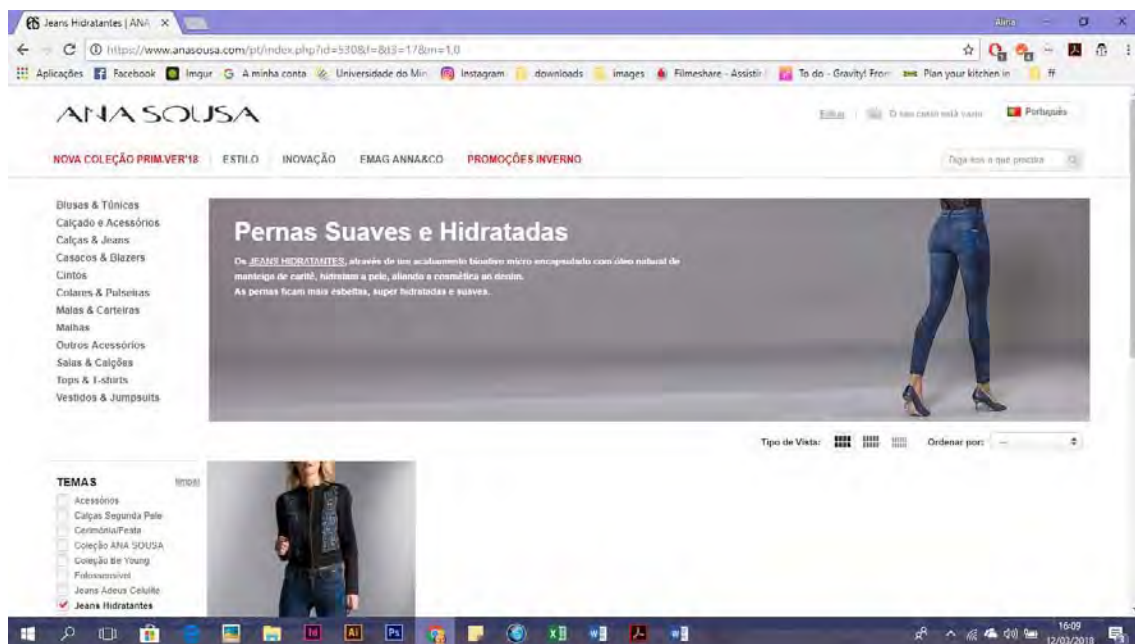 Jeans Hidratantes | ANA
Alina
https://www.anasousa.com/pt/index.php?id=530&f=&d3=17&on=1,0
Aplicações
Facebook
Imgur
A minha conta
Universidade do Min
Instagram
downloads
images
Filmeshare - Assistir
To do - Gravity! From
Plan your kitchen in
ff
ANA SOUSA
Entrar
O seu cesto está vazio
Português
NOVA COLEÇÃO PRIM.VER'18
ESTILO
INOVAÇÃO
EMAG ANNA&CO
PROMOÇÕES INVERNO
Diga-nos o que procura
Blusas & Túnicas
Calçado e Acessórios
Calças & Jeans
Casacos & Blazers
Cintos
Colares & Pulseiras
Malas & Carteiras
Malhas
Outros Acessórios
Saias & Calções
Tops & T-shirts
Vestidos & Jumpsuits
Pernas Suaves e Hidratadas
Os JEANS HIDRATANTES, através de um acabamento bioativo micro encapsulado com óleo natural de
manteiga de carité, hidratam a pele, aliando a cosmética ao denim.
As pernas ficam mais esbeltas, super hidratadas e suaves.
Tipo de Vista:
Ordenar por:
---
TEMAS
limpar
Acessórios
Calças Segunda Pele
Cerimónia/Festa
Coleção ANA SOUSA
Coleção Be Young
Fotossensível
Jeans Adeus Celulite
Jeans Hidratantes
16:09
12/03/2018